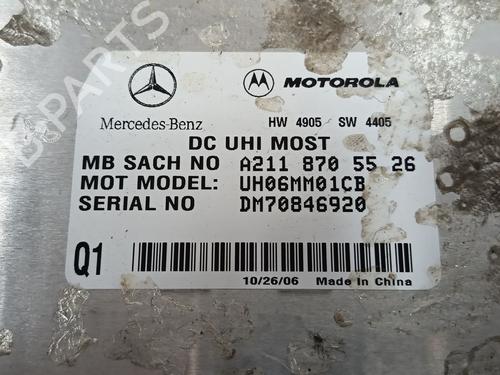 B-PARTS
MOTOROLA
Mercedes-Benz HW 4905 SW 4405
DC UHI MOST
MB SACH NO A211 870 55 26
MOT MODEL: UH06MM01CB
SERIAL NO DM70846920
Q1
10/26/06 Made in China